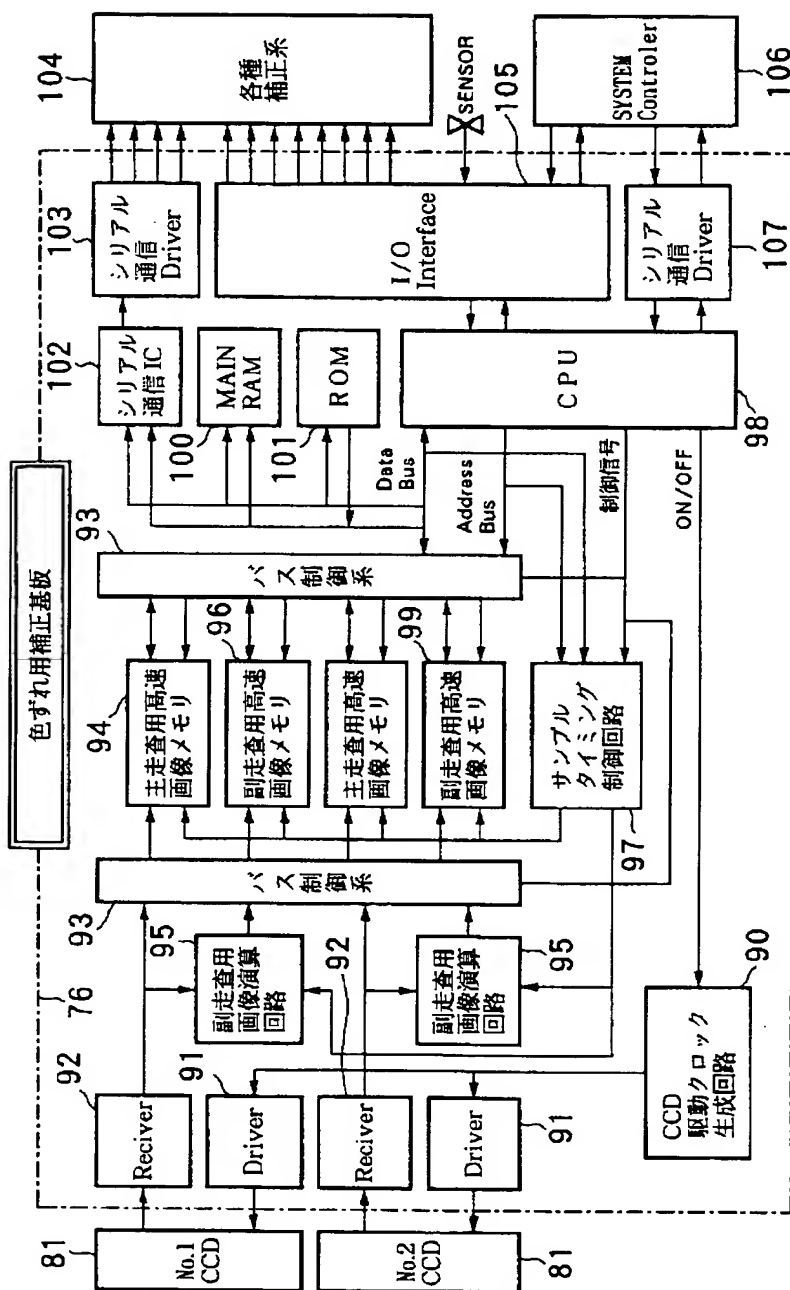 色ずれ用補正基板
76
81
No.1
CCD
81
No.2
CCD
92
Reciver
91
Driver
92
Reciver
91
Driver
90
CCD
駆動クロック
生成回路
95
副走査用
画像演算
回路
95
副走査用
画像演算
回路
93
バス制御系
94
主走査用高速
画像メモリ
96
副走査用高速
画像メモリ
主走査用高速
画像メモリ
99
副走査用高速
画像メモリ
97
サンプル
タイミング
制御回路
93
バス制御系
Data
Bus
Address
Bus
制御信号
ON/OFF
102
シリアル
通信IC
100
MAIN
RAM
101
ROM
98
CPU
103
シリアル
通信
Driver
I/O
Interface
105
107
シリアル
通信
Driver
104
各種
補正系
SENSOR
106
SYSTEM
Controler